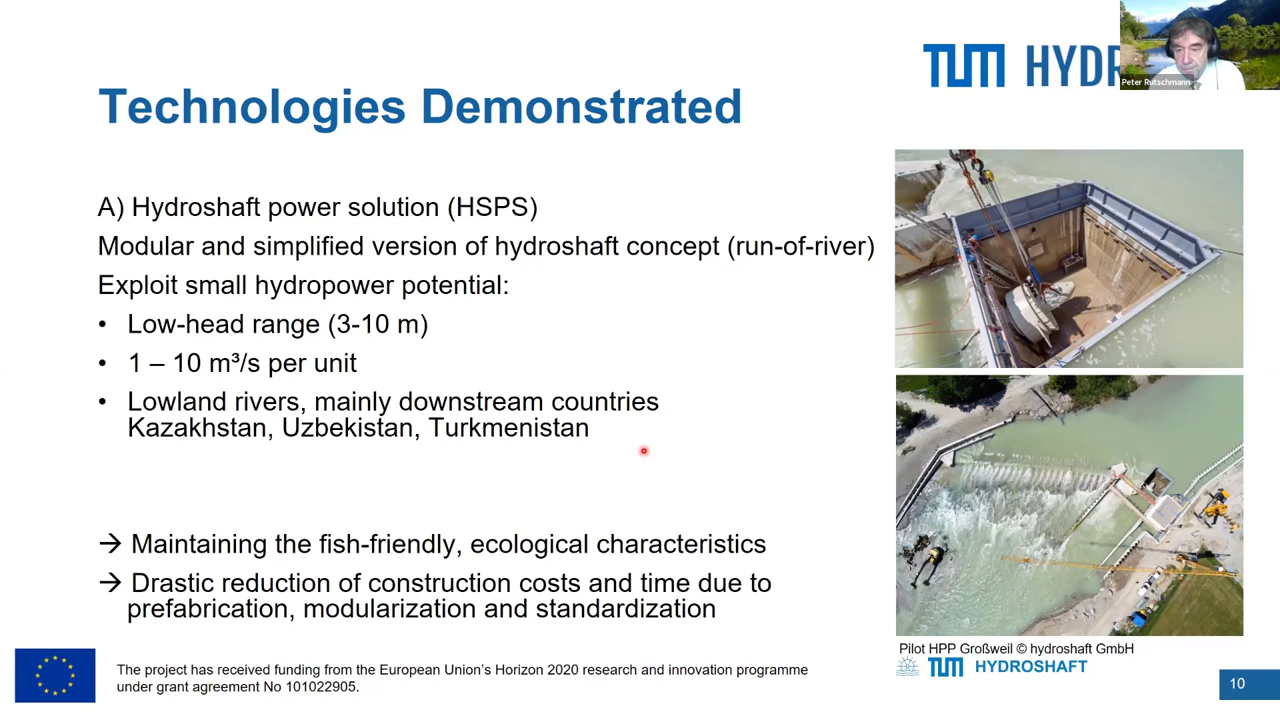 TUM HYDR
Peter Rutschmann
Technologies Demonstrated
A) Hydroshaft power solution (HSPS)
Modular and simplified version of hydroshaft concept (run-of-river)
Exploit small hydropower potential:
• Low-head range (3-10 m)
• 1 – 10 m³/s per unit
• Lowland rivers, mainly downstream countries
Kazakhstan, Uzbekistan, Turkmenistan
→ Maintaining the fish-friendly, ecological characteristics
→ Drastic reduction of construction costs and time due to
prefabrication, modularization and standardization
Pilot HPP Großweil © hydroshaft GmbH
TUM HYDROSHAFT
The project has received funding from the European Union’s Horizon 2020 research and innovation programme
under grant agreement No 101022905.
10